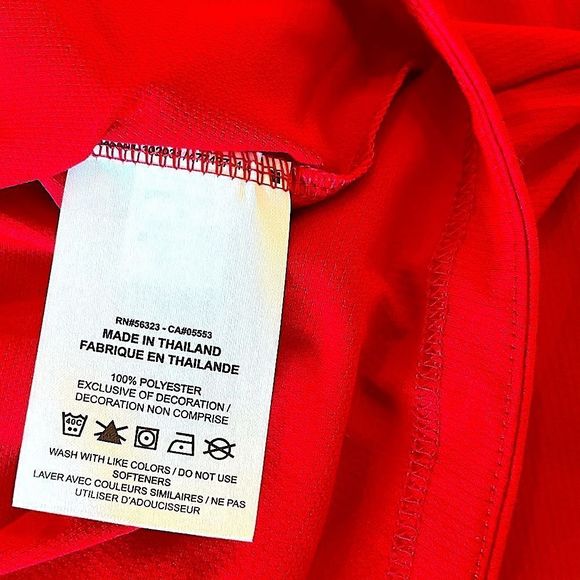 RN#56323 - CA#05553
MADE IN THAILAND
FABRIQUE EN THAILANDE
100% POLYESTER
EXCLUSIVE OF DECORATION /
DECORATION NON COMPRISE
40C
WASH WITH LIKE COLORS / DO NOT USE
SOFTENERS
LAVER AVEC COULEURS SIMILAIRES / NE PAS
UTILISER D'ADOUCISSEUR